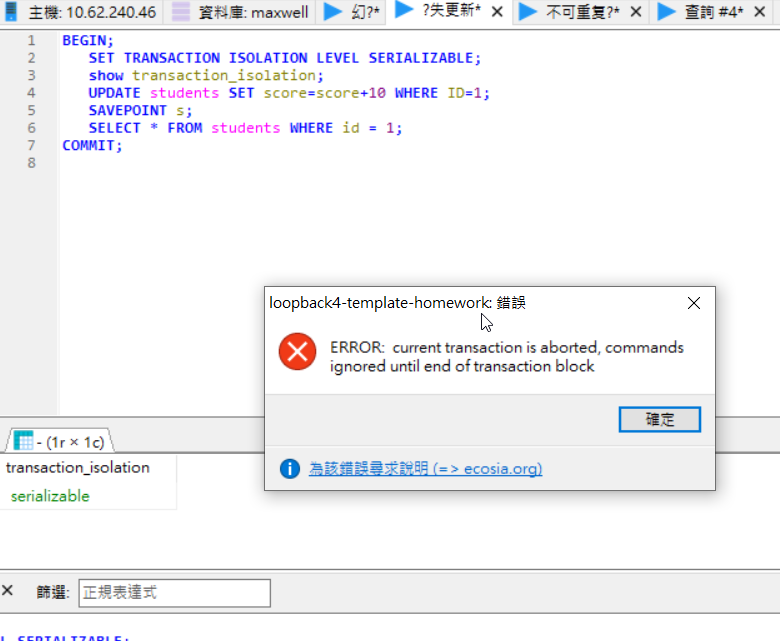 主機: 10.62.240.46 資料庫: maxwell 幻?* ?失更新* 不可重复?* 查詢 #4*
1 BEGIN;
2 SET TRANSACTION ISOLATION LEVEL SERIALIZABLE;
3 show transaction_isolation;
4 UPDATE students SET score=score+10 WHERE ID=1;
5 SAVEPOINT s;
6 SELECT * FROM students WHERE id = 1;
7 COMMIT;
8
loopback4-template-homework: 錯誤
ERROR: current transaction is aborted, commands
ignored until end of transaction block
確定
為該錯誤尋求說明 (=> ecosia.org)
- (1r × 1c)
transaction_isolation
serializable
篩選: 正規表達式
L SERIALIZABLE;